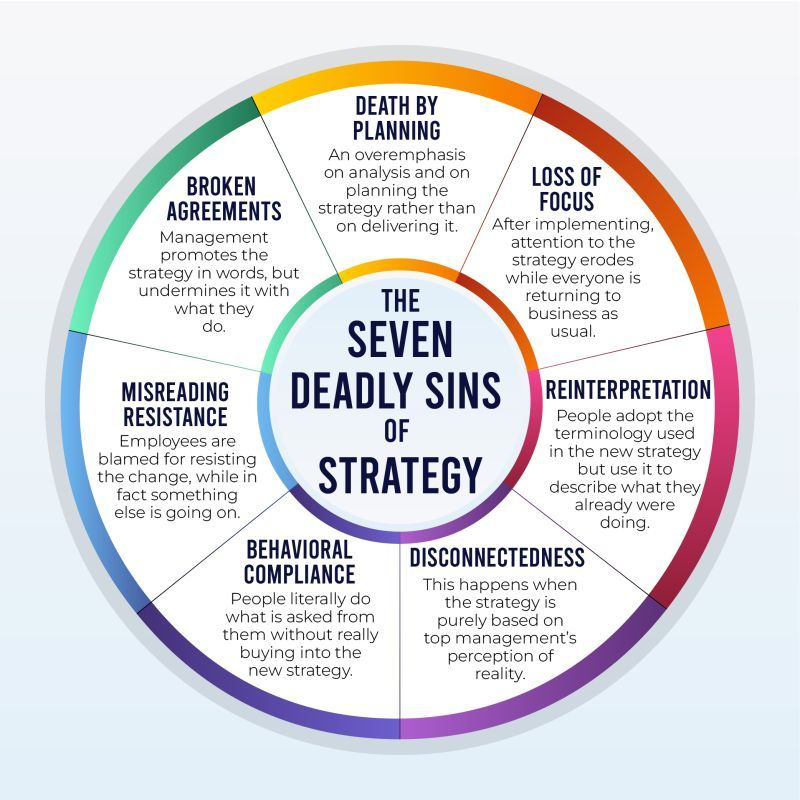 THE
SEVEN
DEADLY SINS
OF
STRATEGY
DEATH BY
PLANNING
An overemphasis
on analysis and on
planning the
strategy rather than
on delivering it.
LOSS OF
FOCUS
After implementing,
attention to the
strategy erodes
while everyone is
returning to
business as
usual.
REINTERPRETATION
People adopt the
terminology used
in the new strategy
but use it to
describe what they
already were
doing.
DISCONNECTEDNESS
This happens when
the strategy is
purely based on
top management's
perception of
reality.
BEHAVIORAL
COMPLIANCE
People literally do
what is asked from
them without really
buying into the
new strategy.
MISREADING
RESISTANCE
Employees are
blamed for resisting
the change, while in
fact something
else is going on.
BROKEN
AGREEMENTS
Management
promotes the
strategy in words, but
undermines it with
what they
do.